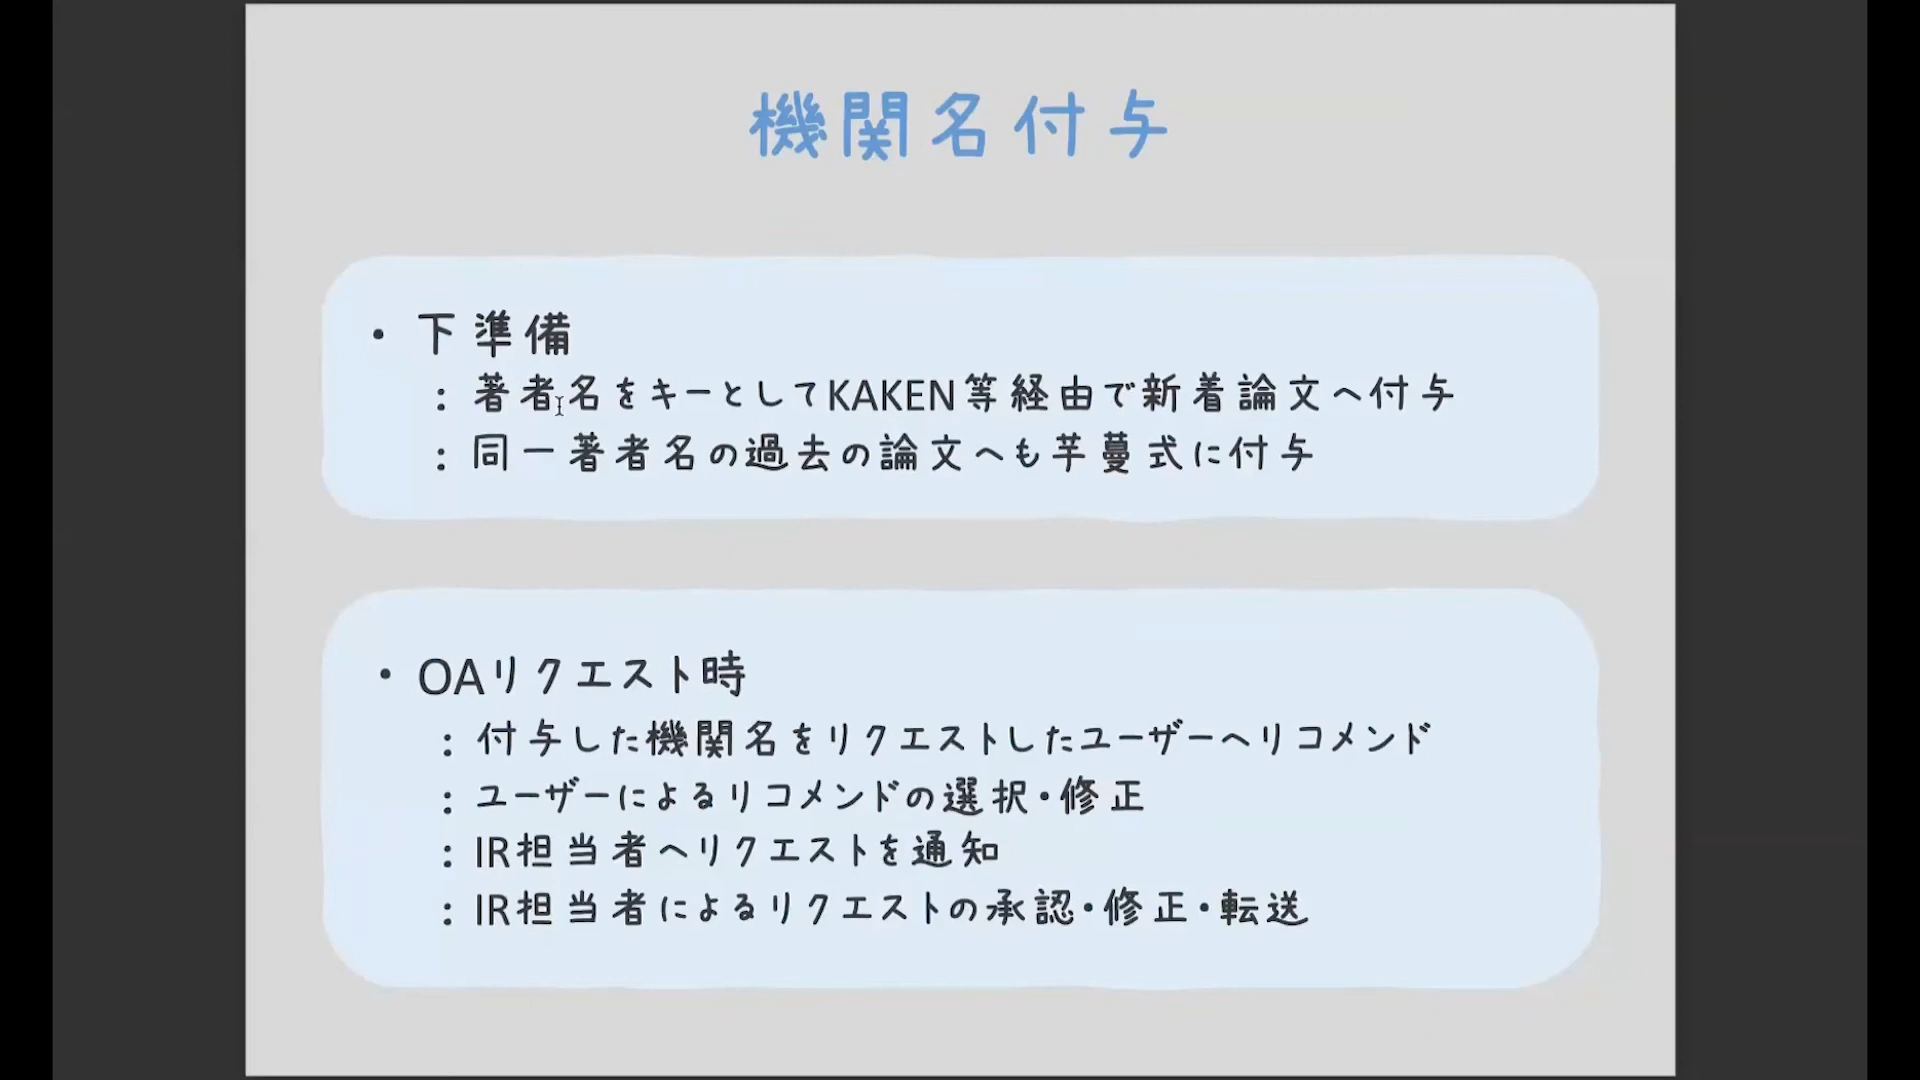 機関名付与
・下準備
：著者名をキーとしてKAKEN等経由で新着論文へ付与
：同一著者名の過去の論文へも芋蔓式に付与
・OAリクエスト時
：付与した機関名をリクエストしたユーザーへリコメンド
：ユーザーによるリコメンドの選択・修正
：IR担当者へリクエストを通知
：IR担当者によるリクエストの承認・修正・転送